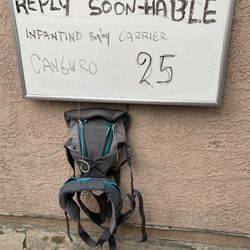 REPLY SOON-HABLE
INFANTINO BABY CARRIER
CANGURO 25